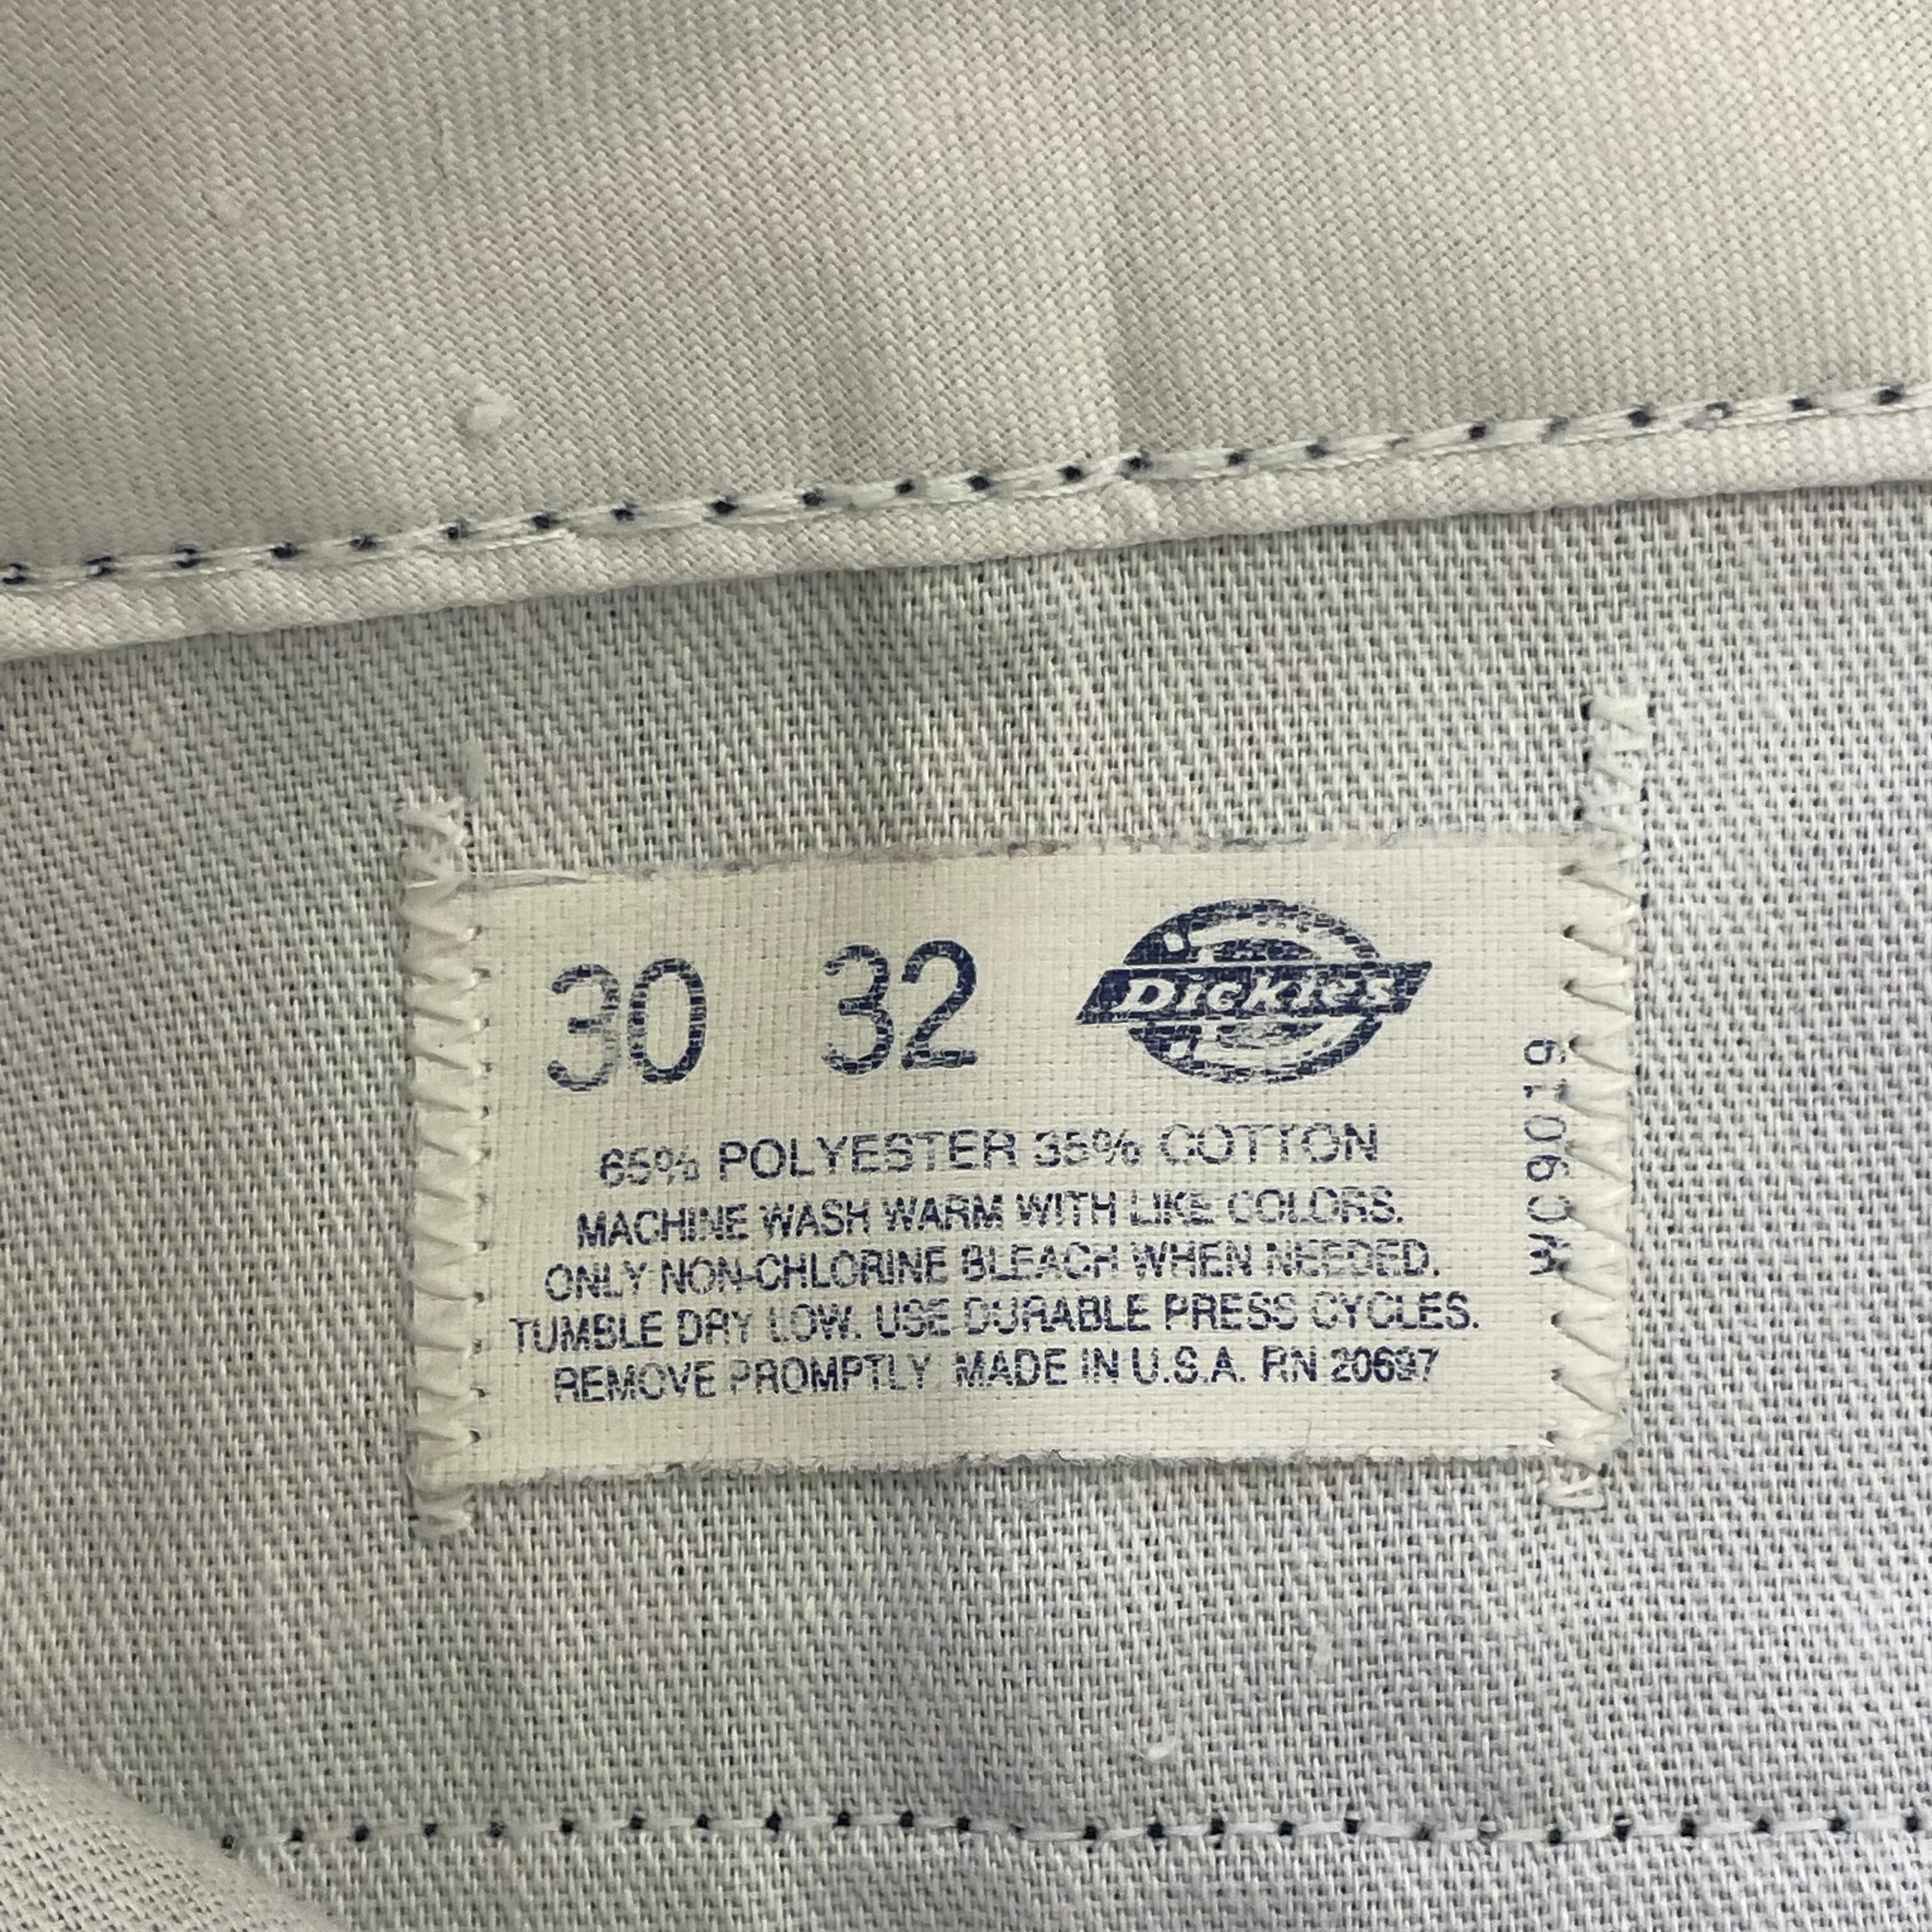 30 32 Dickies
65% POLYESTER 35% COTTON
MACHINE WASH WARM WITH LIKE COLORS.
ONLY NON-CHLORINE BLEACH WHEN NEEDED.
TUMBLE DRY LOW. USE DURABLE PRESS CYCLES.
REMOVE PROMPTLY MADE IN U.S.A. RN 20697
WC9019